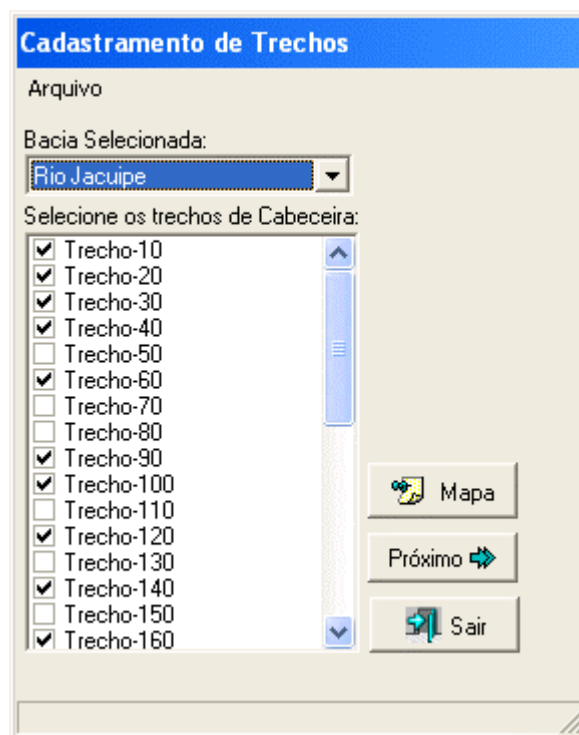 Cadastramento de Trechos
Arquivo
Bacia Selecionada:
Rio Jacuipe
Selecione os trechos de Cabeceira:
Trecho-10
Trecho-20
Trecho-30
Trecho-40
Trecho-50
Trecho-60
Trecho-70
Trecho-80
Trecho-90
Trecho-100
Trecho-110
Trecho-120
Trecho-130
Trecho-140
Trecho-150
Trecho-160
Mapa
Próximo
Sair